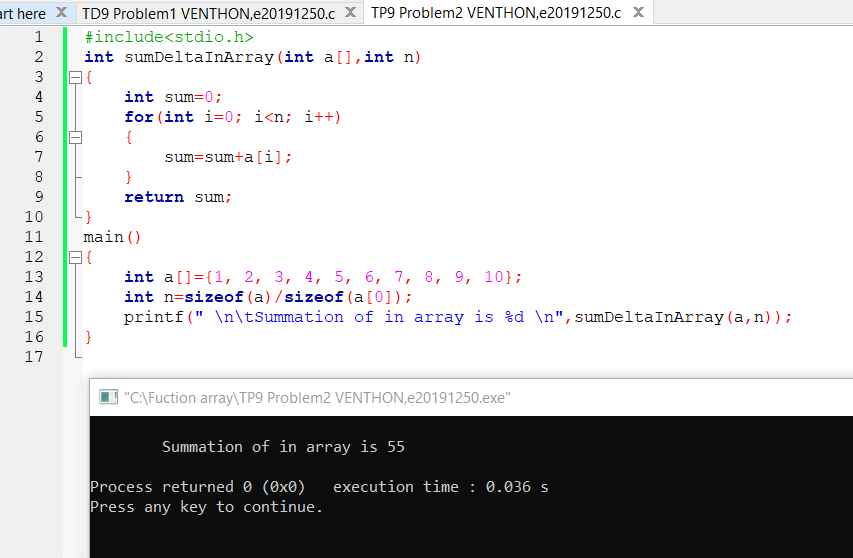 art here X TD9 Problem1 VENTHON,e20191250.c X TP9 Problem2 VENTHON,e20191250.c X
1 #include<stdio.h>
2 int sumDeltaInArray(int a[],int n)
3 {
4 int sum=0;
5 for(int i=0; i<n; i++)
6 {
7 sum=sum+a[i];
8 }
9 return sum;
10 }
11 main()
12 {
13 int a[]={1, 2, 3, 4, 5, 6, 7, 8, 9, 10};
14 int n=sizeof(a)/sizeof(a[0]);
15 printf(" \n\tSummation of in array is %d \n",sumDeltaInArray(a,n));
16 }
17
"C:\Fuction array\TP9 Problem2 VENTHON,e20191250.exe"
Summation of in array is 55
Process returned 0 (0x0) execution time : 0.036 s
Press any key to continue.